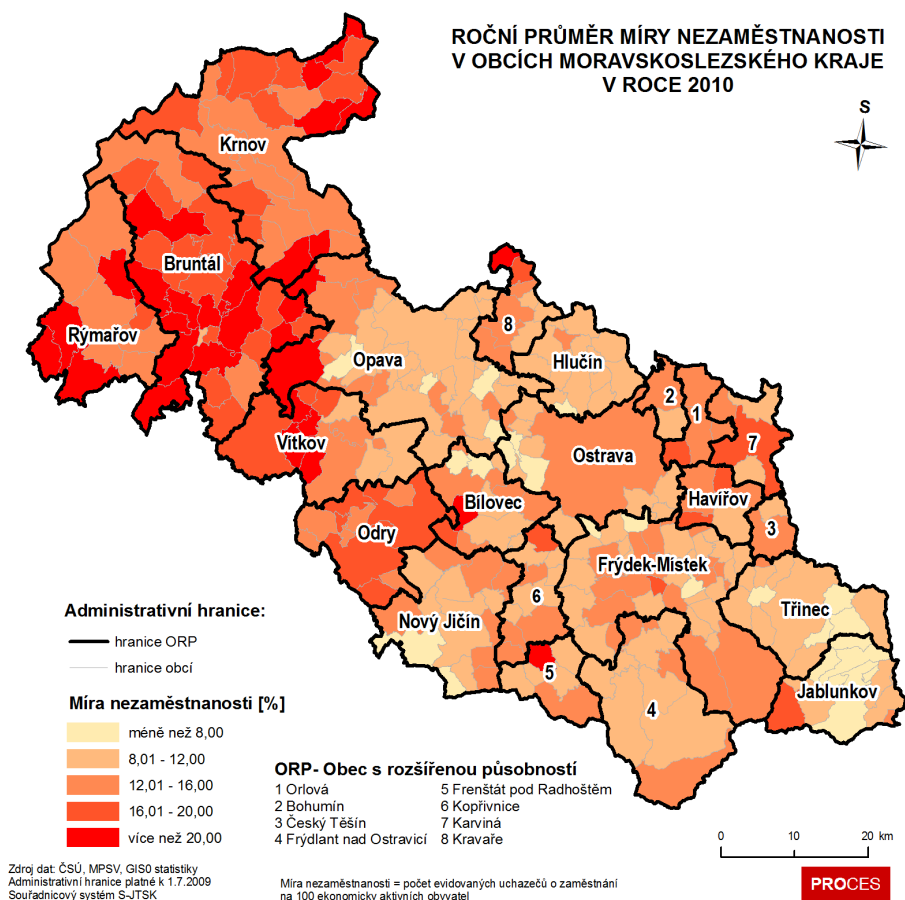 ROČNÍ PRŮMĚR MÍRY NEZAMĚSTNANOSTI
V OBCÍCH MORAVSKOSLEZSKÉHO KRAJE
V ROCE 2010
S
Krnov
Bruntál
Rýmařov
8
Opava
Hlučín
2
1
7
Vítkov
Ostrava
Bílovec
Havířov
Odry
3
Frýdek-Místek
6
Třinec
Nový Jičín
5
Jablunkov
4
Administrativní hranice:
hranice ORP
hranice obcí
Míra nezaměstnanosti [%]
méně než 8,00
8,01 - 12,00
12,01 - 16,00
16,01 - 20,00
více než 20,00
ORP- Obec s rozšířenou působností
1 Orlová
2 Bohumín
3 Český Těšín
4 Frýdlant nad Ostravicí
5 Frenštát pod Radhoštěm
6 Kopřivnice
7 Karviná
8 Kravaře
0 10 20 km
Zdroj dat: ČSÚ, MPSV, GIS0 statistiky
Administrativní hranice platné k 1.7.2009
Souřadnicový systém S-JTSK
Míra nezaměstnanosti = počet evidovaných uchazečů o zaměstnání
na 100 ekonomicky aktivních obyvatel
PROCES